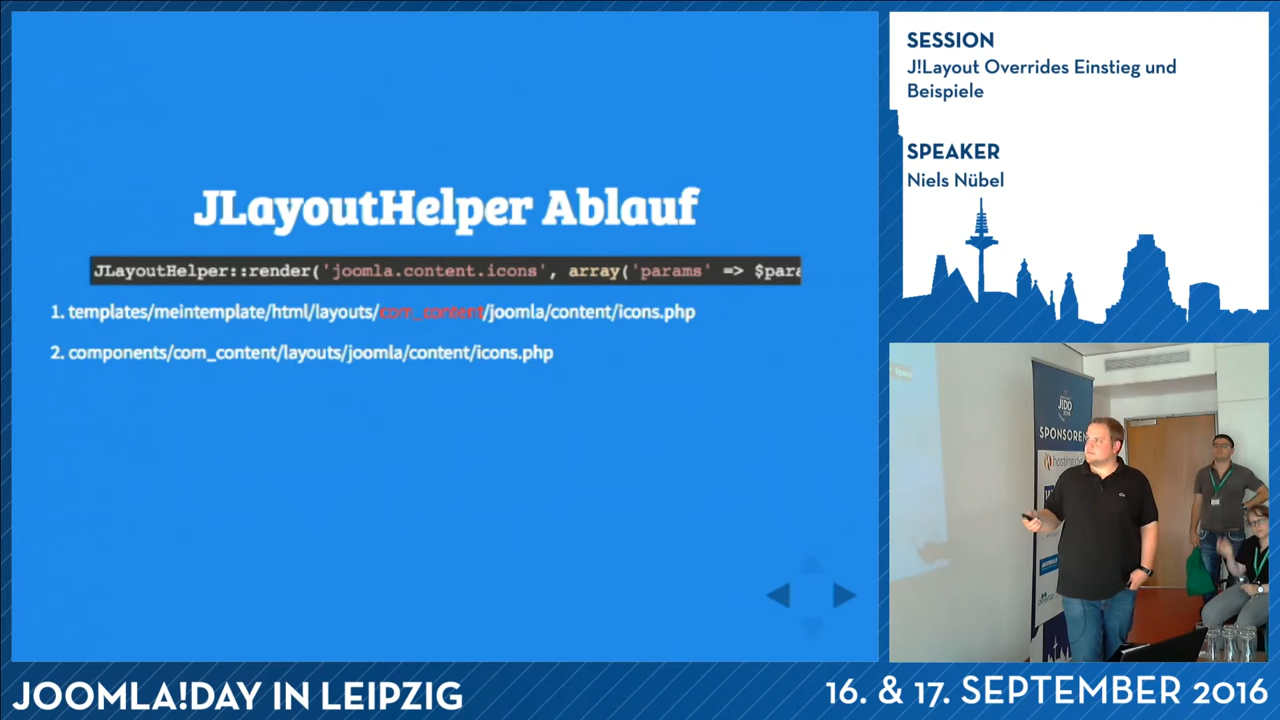 JLayoutHelper Ablauf
JLayoutHelper::render('joomla.content.icons', array('params' => $para
1. templates/meintemplate/html/layouts/com_content/joomla/content/icons.php
2. components/com_content/layouts/joomla/content/icons.php
SESSION
J!Layout Overrides Einstieg und
Beispiele
SPEAKER
Niels Nübel
J!DD
SPONSOREN
JOOMLA!DAY IN LEIPZIG
16. & 17. SEPTEMBER 2016